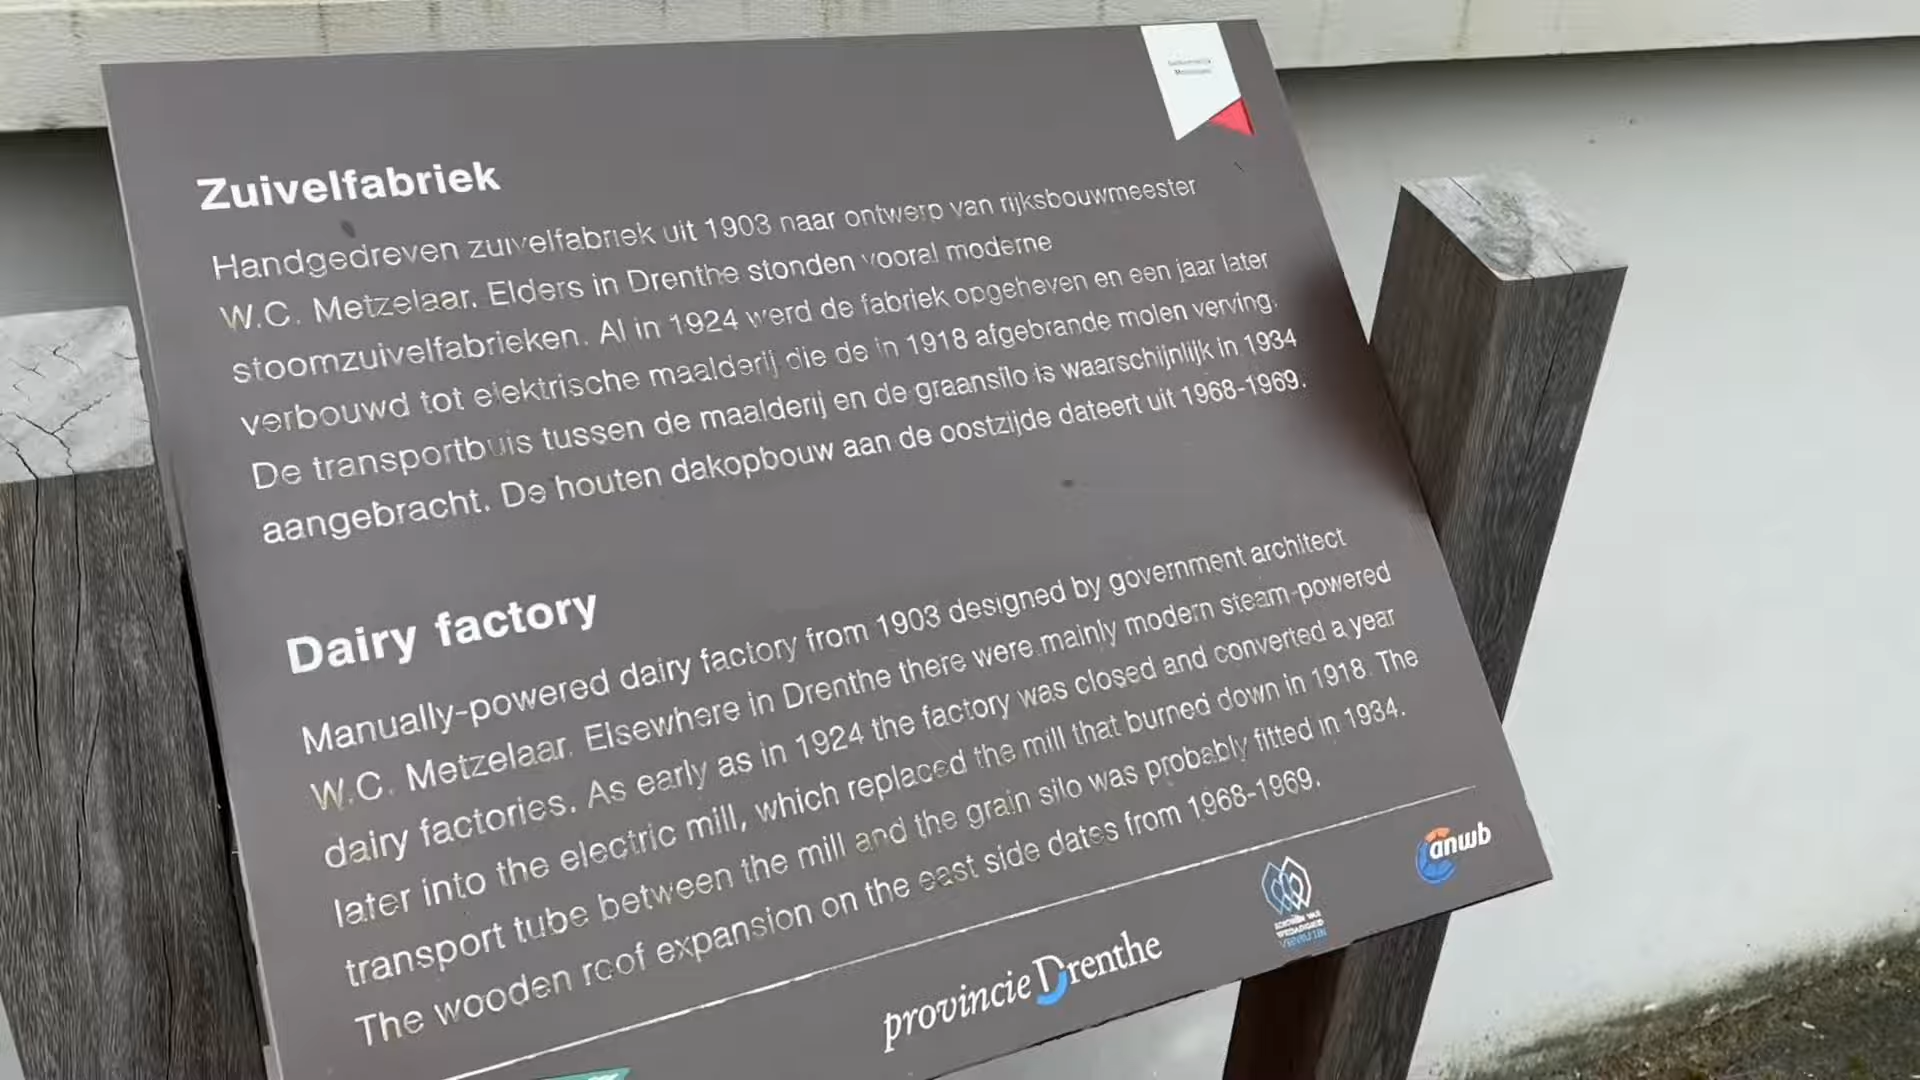 Zuivelfabriek
Handgedreven zuivelfabriek uit 1903 naar ontwerp van rijksbouwmeester
W.C. Metzelaar. Elders in Drenthe stonden vooral moderne
stoomzuivelfabrieken. Al in 1924 werd de fabriek opgeheven en een jaar later
verbouwd tot elektrische maalderij die de in 1918 afgebrande molen verving.
De transportbuis tussen de maalderij en de graansilo is waarschijnlijk in 1934
aangebracht. De houten dakopbouw aan de oostzijde dateert uit 1968-1969.
Dairy factory
Manually-powered dairy factory from 1903 designed by government architect
W.C. Metzelaar. Elsewhere in Drenthe there were mainly modern steam-powered
dairy factories. As early as in 1924 the factory was closed and converted a year
later into the electric mill, which replaced the mill that burned down in 1918. The
transport tube between the mill and the grain silo was probably fitted in 1934.
The wooden roof expansion on the east side dates from 1968-1969.
provincie Drenthe
anwb